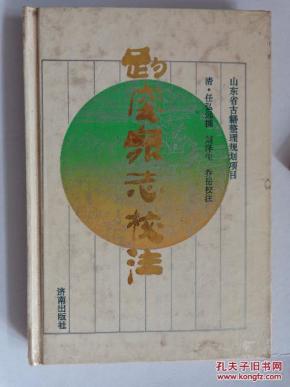 山东省古籍整理规划项目
清·任弘远撰 刘泽生 乔岳校注
趵突泉志校注
济南出版社
孔夫子旧书网